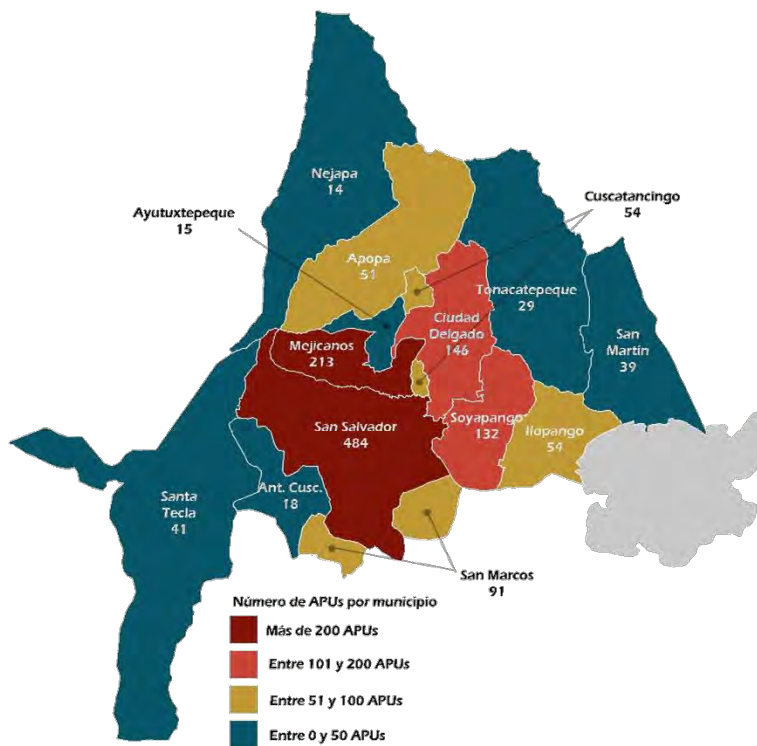 Nejapa
14
Ayutuxtepeque
15
Cuscatancingo
54
Apopa
51
Tonacatepeque
29
Ciudad
Delgado
146
San
Martín
39
Mejicanos
213
San Salvador
484
Soyapango
132
Ilopango
54
Santa
Tecla
41
Ant. Cusc.
18
San Marcos
91
Número de APUs por municipio
Más de 200 APUs
Entre 101 y 200 APUs
Entre 51 y 100 APUs
Entre 0 y 50 APUs